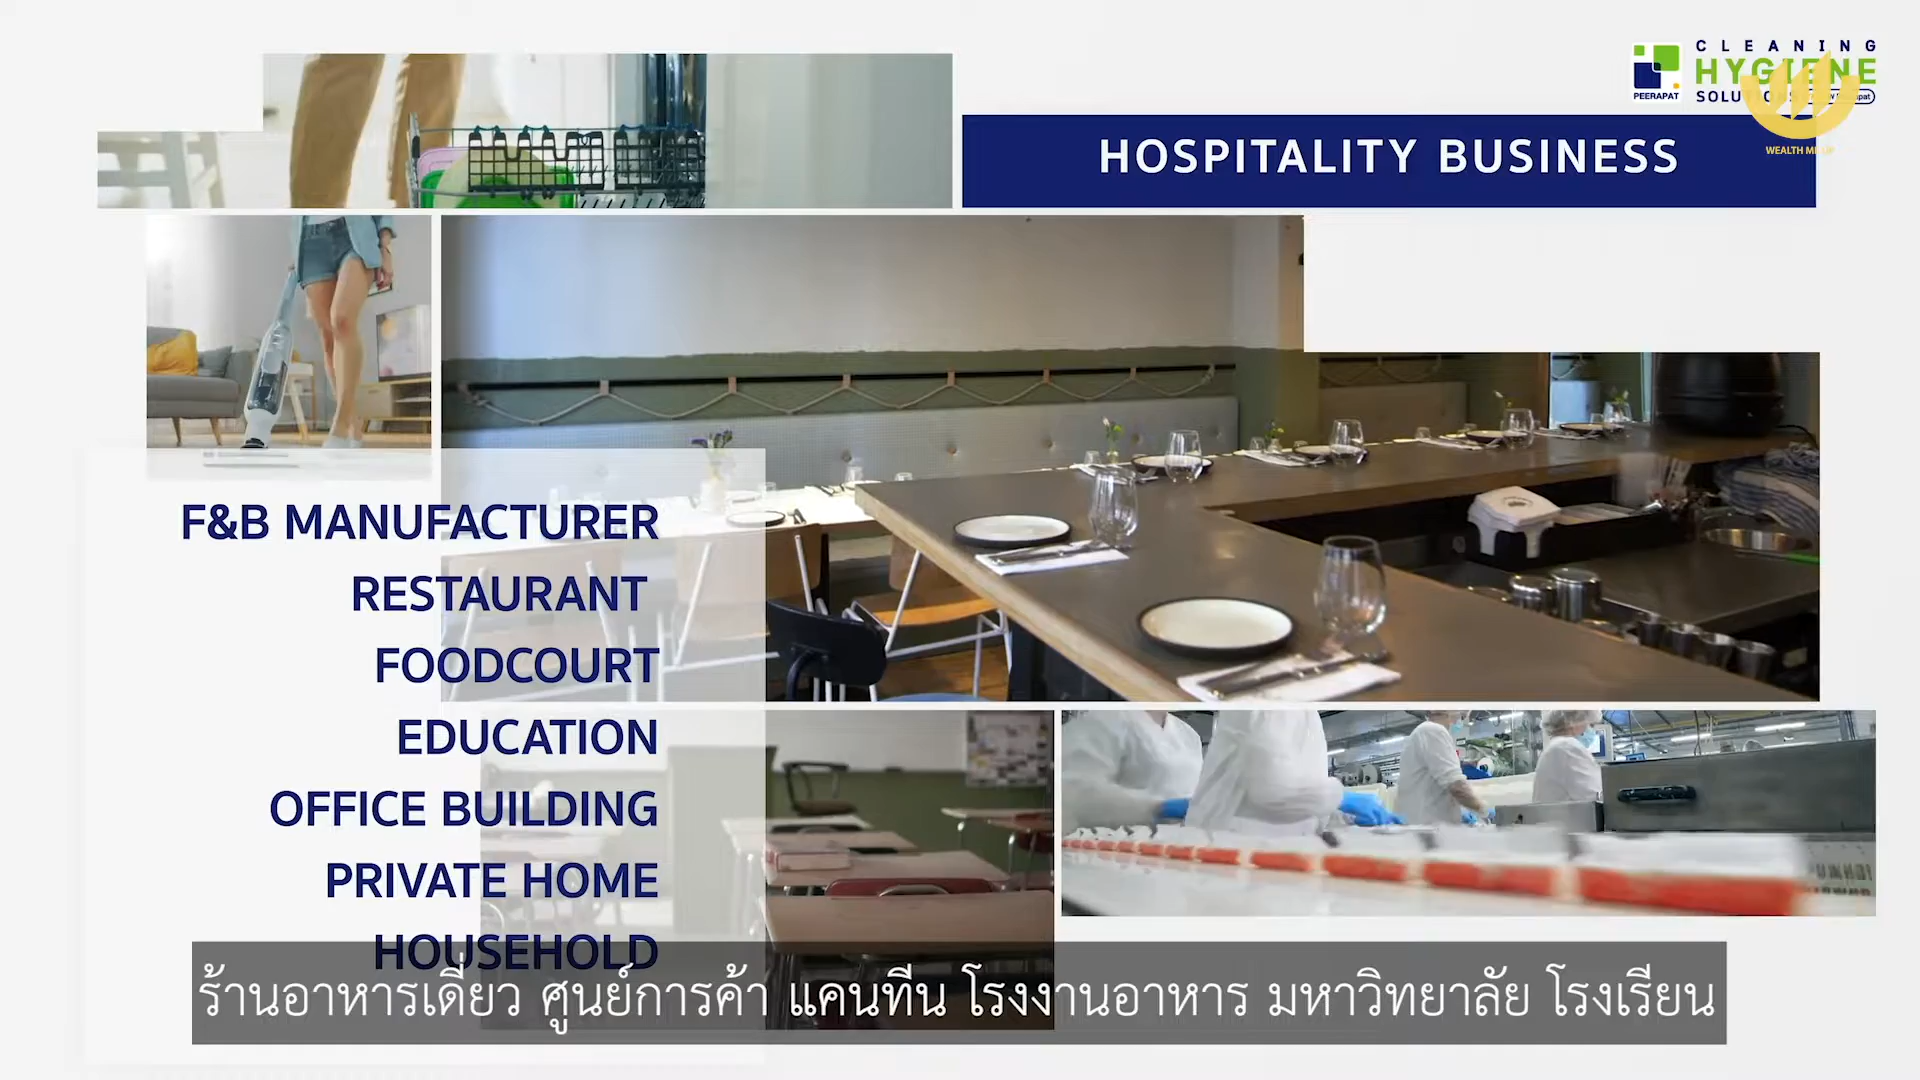 CLEANING
HYGIENE
PEERAPAT
WEALTH ME UP
HOSPITALITY BUSINESS
F&B MANUFACTURER
RESTAURANT
FOODCOURT
EDUCATION
OFFICE BUILDING
PRIVATE HOME
HOUSEHOLD
ร้านอาหารเดี่ยว ศูนย์การค้า แคนทีน โรงงานอาหาร มหาวิทยาลัย โรงเรียน